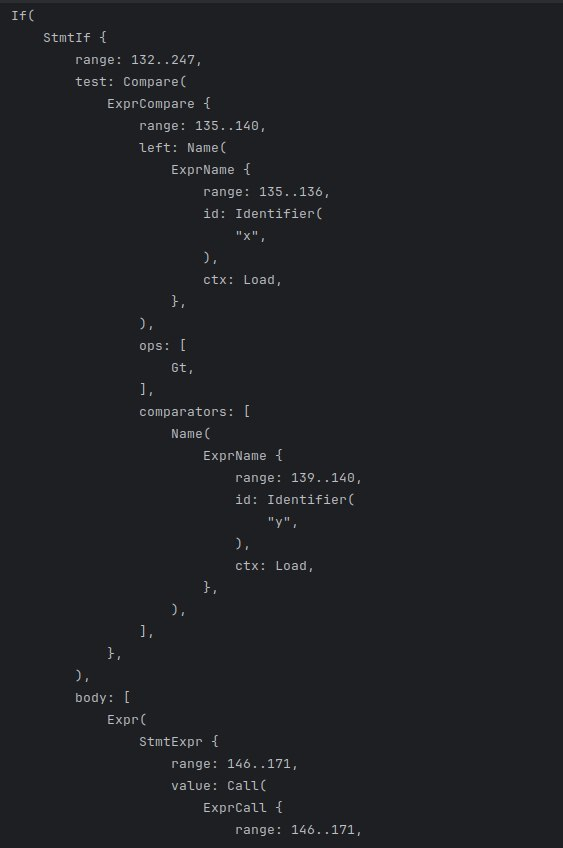 If(
    StmtIf {
        range: 132..247,
        test: Compare(
            ExprCompare {
                range: 135..140,
                left: Name(
                    ExprName {
                        range: 135..136,
                        id: Identifier(
                            "x",
                        ),
                        ctx: Load,
                    },
                ),
                ops: [
                    Gt,
                ],
                comparators: [
                    Name(
                        ExprName {
                            range: 139..140,
                            id: Identifier(
                                "y",
                            ),
                            ctx: Load,
                        },
                    ),
                ],
            },
        ),
        body: [
            Expr(
                StmtExpr {
                    range: 146..171,
                    value: Call(
                        ExprCall {
                            range: 146..171,